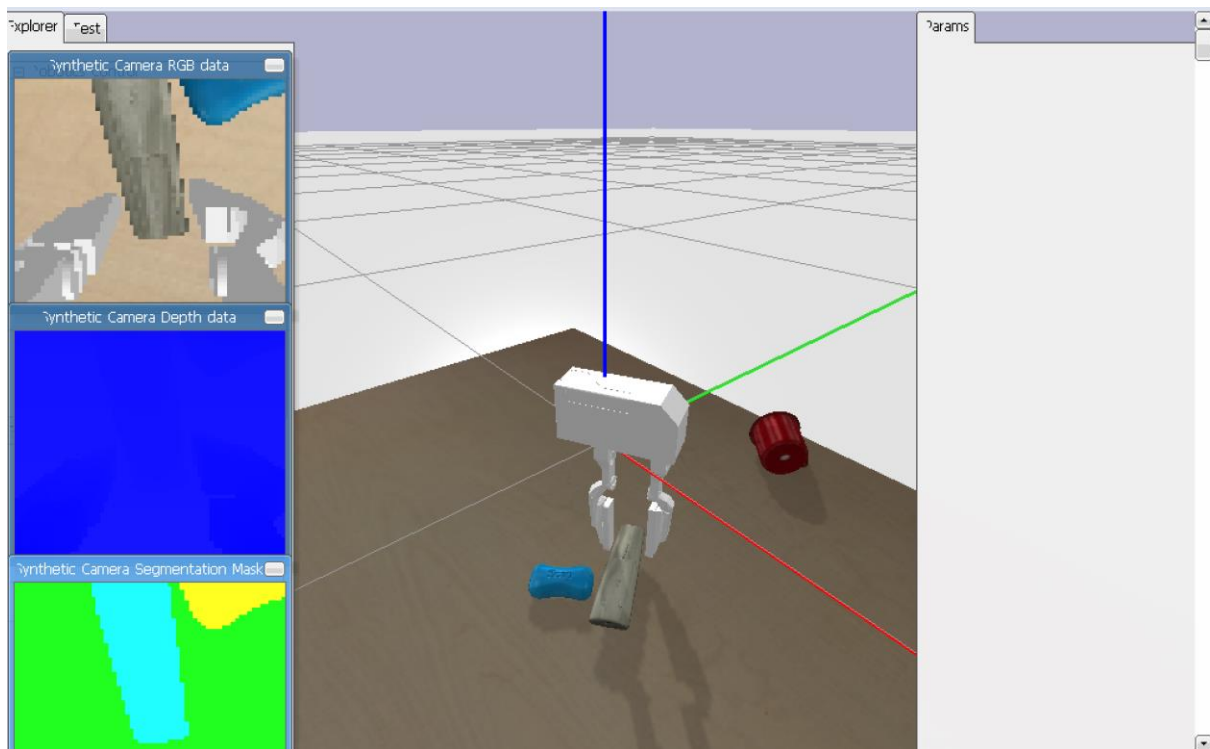 Explorer Test
Params
Synthetic Camera RGB data
Synthetic Camera Depth data
Synthetic Camera Segmentation Mask